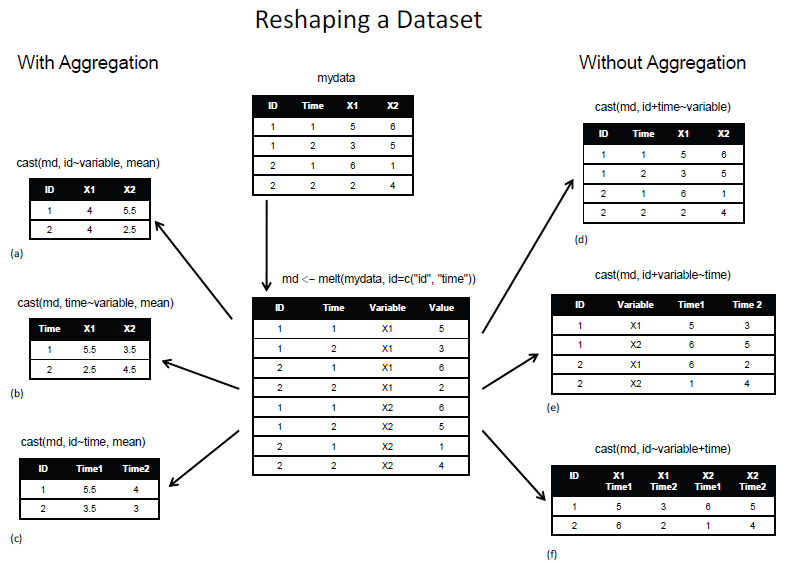 Reshaping a Dataset
With Aggregation
Without Aggregation
mydata
ID Time X1 X2
1 1 5 6
1 2 3 5
2 1 6 1
2 2 2 4
cast(md, id~variable, mean)
ID X1 X2
1 4 5.5
2 4 2.5
(a)
cast(md, time~variable, mean)
Time X1 X2
1 5.5 3.5
2 2.5 4.5
(b)
cast(md, id~time, mean)
ID Time1 Time2
1 5.5 4
2 3.5 3
(c)
md <- melt(mydata, id=c("id", "time"))
ID Time Variable Value
1 1 X1 5
1 2 X1 3
2 1 X1 6
2 2 X1 2
1 1 X2 6
1 2 X2 5
2 1 X2 1
2 2 X2 4
cast(md, id+time~variable)
ID Time X1 X2
1 1 5 6
1 2 3 5
2 1 6 1
2 2 2 4
(d)
cast(md, id+variable~time)
ID Variable Time1 Time 2
1 X1 5 3
1 X2 6 5
2 X1 6 2
2 X2 1 4
(e)
cast(md, id~variable+time)
ID X1 X1 X2 X2
Time1 Time2 Time1 Time2
1 5 3 6 5
2 6 2 1 4
(f)